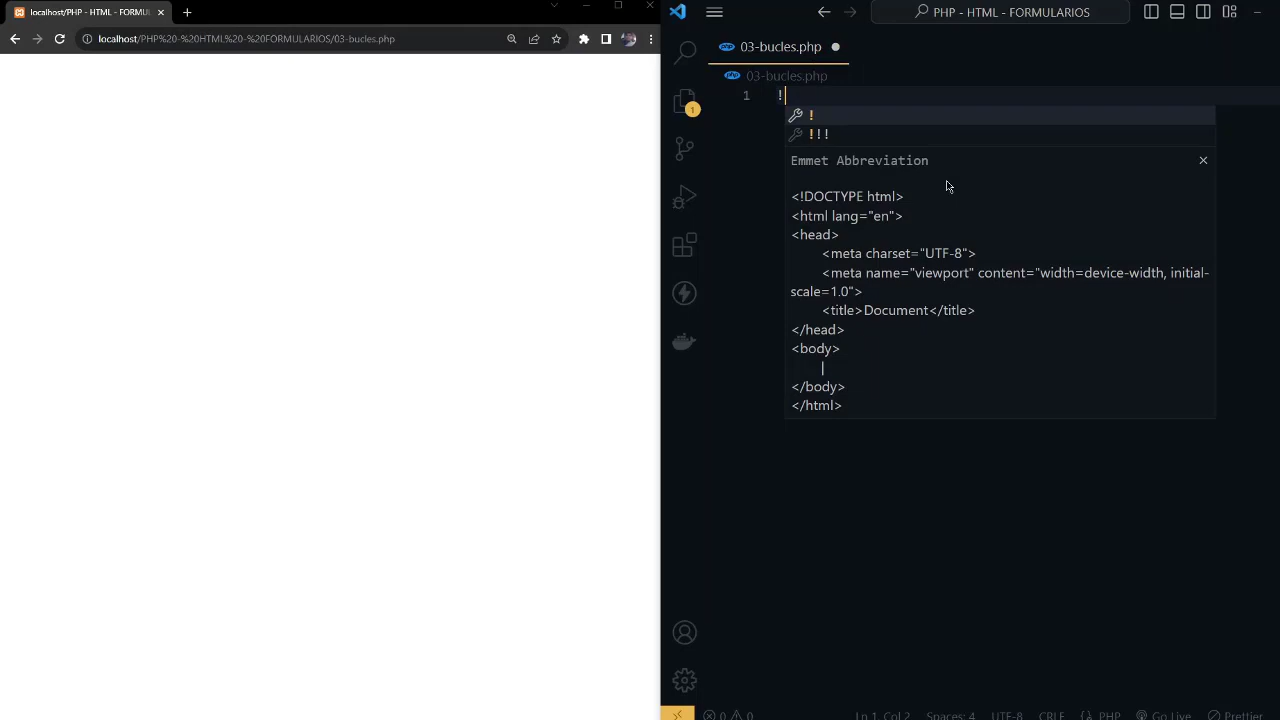 localhost/PHP - HTML - FORMUL
localhost/PHP%20-%20HTML%20-%20FORMULARIOS/03-bucles.php
PHP - HTML - FORMULARIOS
03-bucles.php
03-bucles.php
1
1 !
!
!!!
Emmet Abbreviation
<!DOCTYPE html>
<html lang="en">
<head>
<meta charset="UTF-8">
<meta name="viewport" content="width=device-width, initial-
scale=1.0">
<title>Document</title>
</head>
<body>
|
</body>
</html>
0 0 Ln 1, Col 2 Spaces: 4 UTF-8 CRLF {} PHP Go Live Prettier